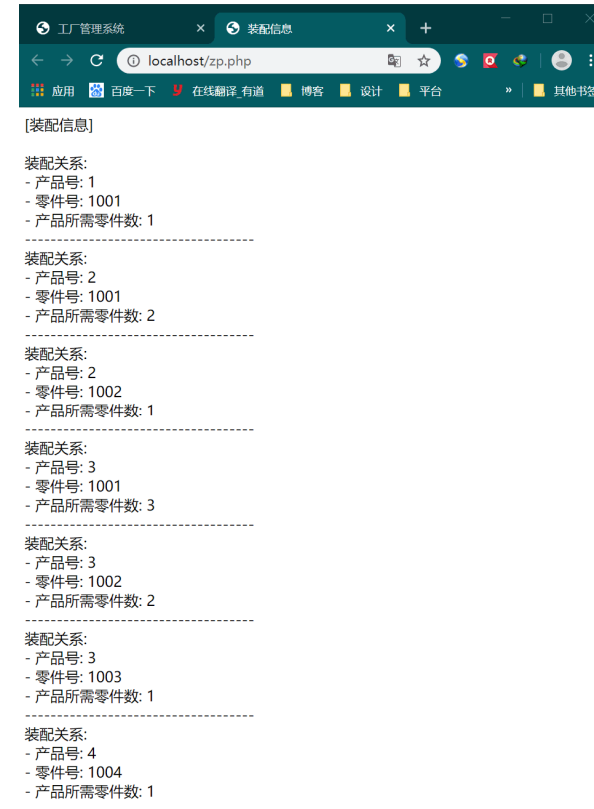 工厂管理系统
装配信息
localhost/zp.php
应用
百度一下
在线翻译_有道
博客
设计
平台
»
其他书签
[装配信息]
装配关系:
- 产品号: 1
- 零件号: 1001
- 产品所需零件数: 1
------------------------------------
装配关系:
- 产品号: 2
- 零件号: 1001
- 产品所需零件数: 2
------------------------------------
装配关系:
- 产品号: 2
- 零件号: 1002
- 产品所需零件数: 1
------------------------------------
装配关系:
- 产品号: 3
- 零件号: 1001
- 产品所需零件数: 3
------------------------------------
装配关系:
- 产品号: 3
- 零件号: 1002
- 产品所需零件数: 2
------------------------------------
装配关系:
- 产品号: 3
- 零件号: 1003
- 产品所需零件数: 1
------------------------------------
装配关系:
- 产品号: 4
- 零件号: 1004
- 产品所需零件数: 1